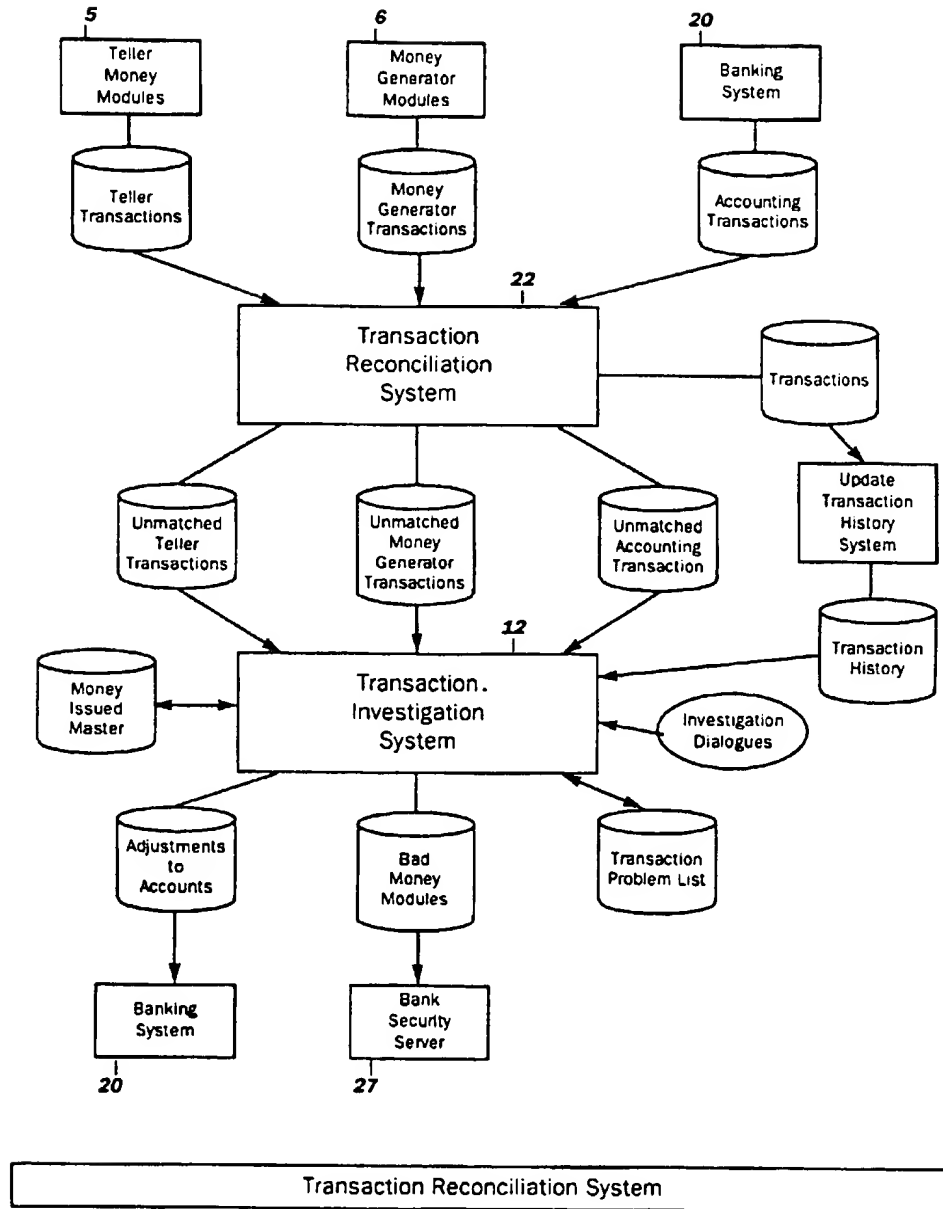 5
6
20
Teller
Money
Modules
Money
Generator
Modules
Banking
System
Teller
Transactions
Money
Generator
Transactions
Accounting
Transactions
22
Transaction
Reconciliation
System
Transactions
Update
Transaction
History
System
Unmatched
Teller
Transactions
Unmatched
Money
Generator
Transactions
Unmatched
Accounting
Transaction
Transaction
History
12
Transaction.
Investigation
System
Money
Issued
Master
Investigation
Dialogues
Adjustments
to
Accounts
Bad
Money
Modules
Transaction
Problem List
Banking
System
Bank
Security
Server
20
27
Transaction Reconciliation System